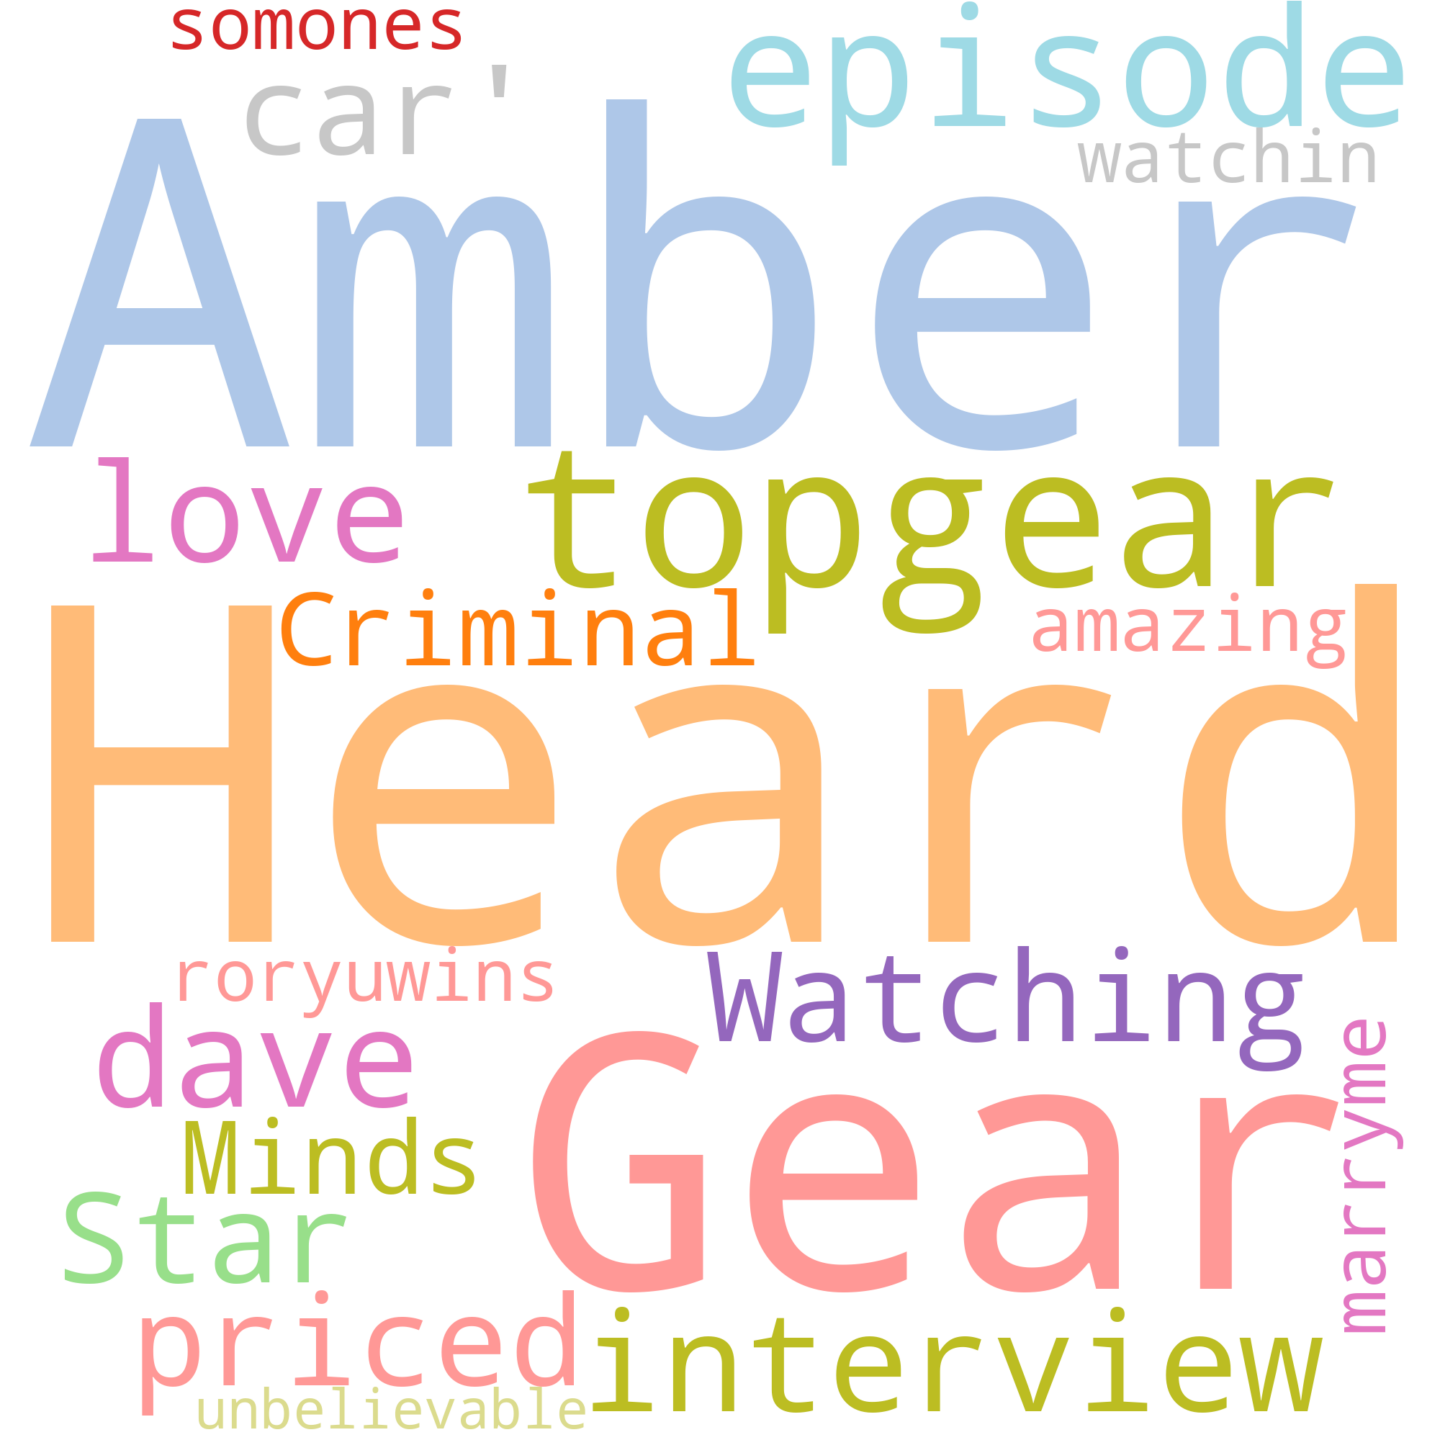 somones
episode
car'
watchin
Amber
love
topgear
Criminal
amazing
Heard
roryuwins
Watching
dave
Gear
marryme
Minds
Star
priced
interview
unbelievable